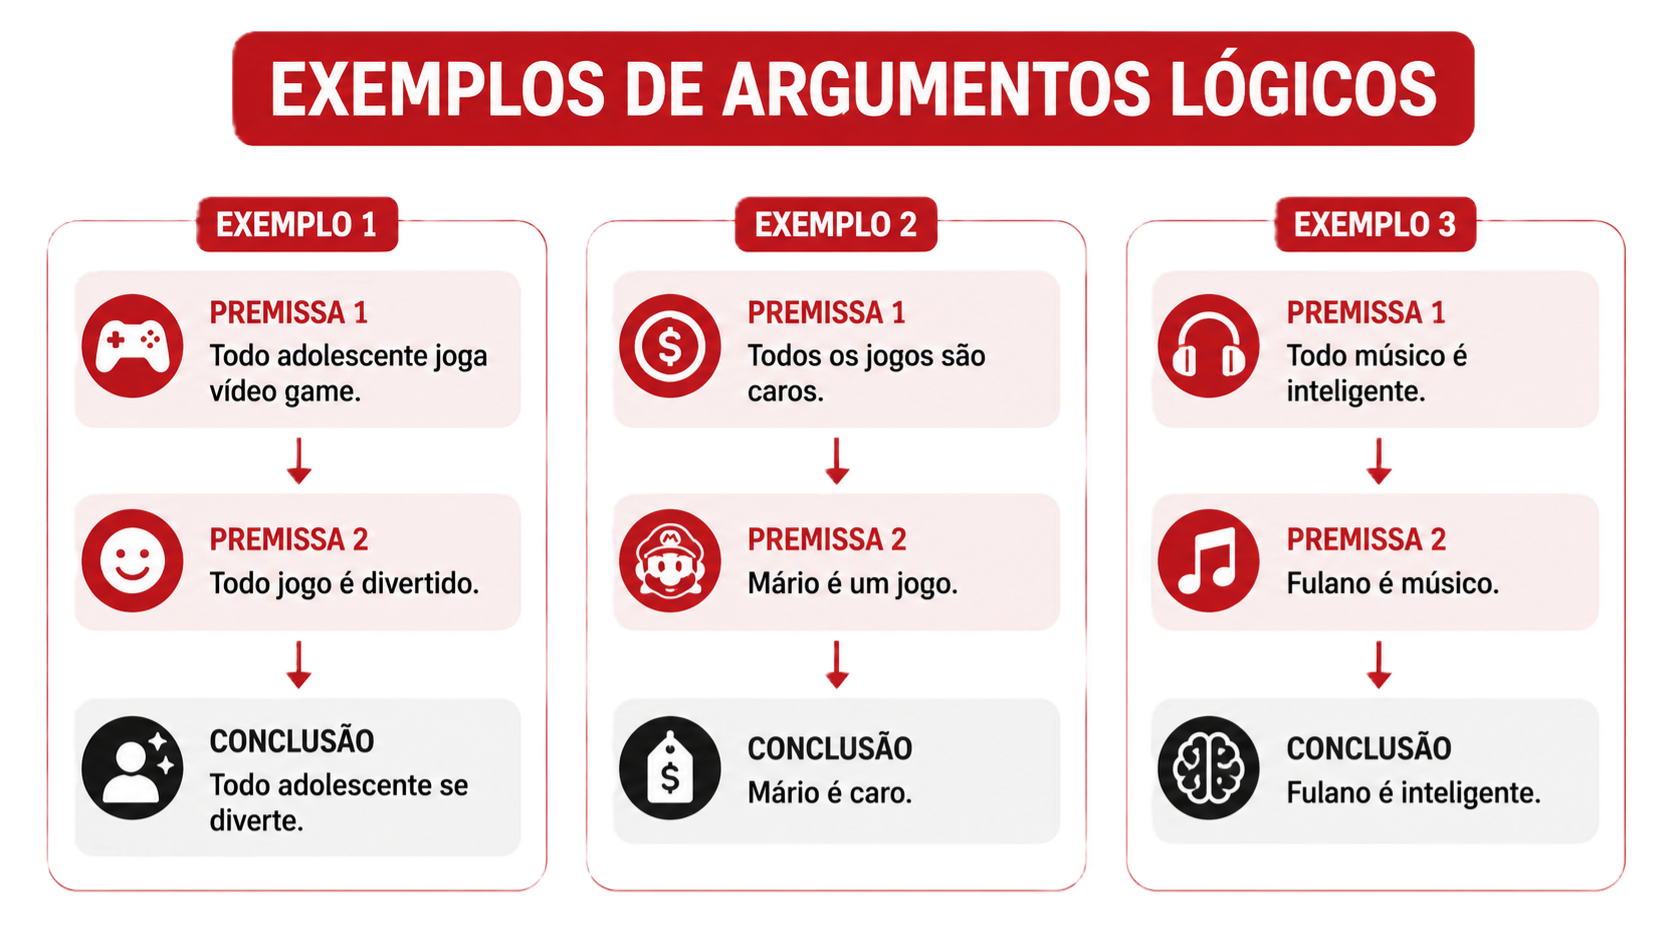 EXEMPLOS DE ARGUMENTOS LÓGICOS
EXEMPLO 1
PREMISSA 1
Todo adolescente joga
vídeo game.
PREMISSA 2
Todo jogo é divertido.
CONCLUSÃO
Todo adolescente se
diverte.
EXEMPLO 2
$
PREMISSA 1
Todos os jogos são
caros.
M
PREMISSA 2
Mário é um jogo.
$
CONCLUSÃO
Mário é caro.
EXEMPLO 3
PREMISSA 1
Todo músico é
inteligente.
PREMISSA 2
Fulano é músico.
CONCLUSÃO
Fulano é inteligente.